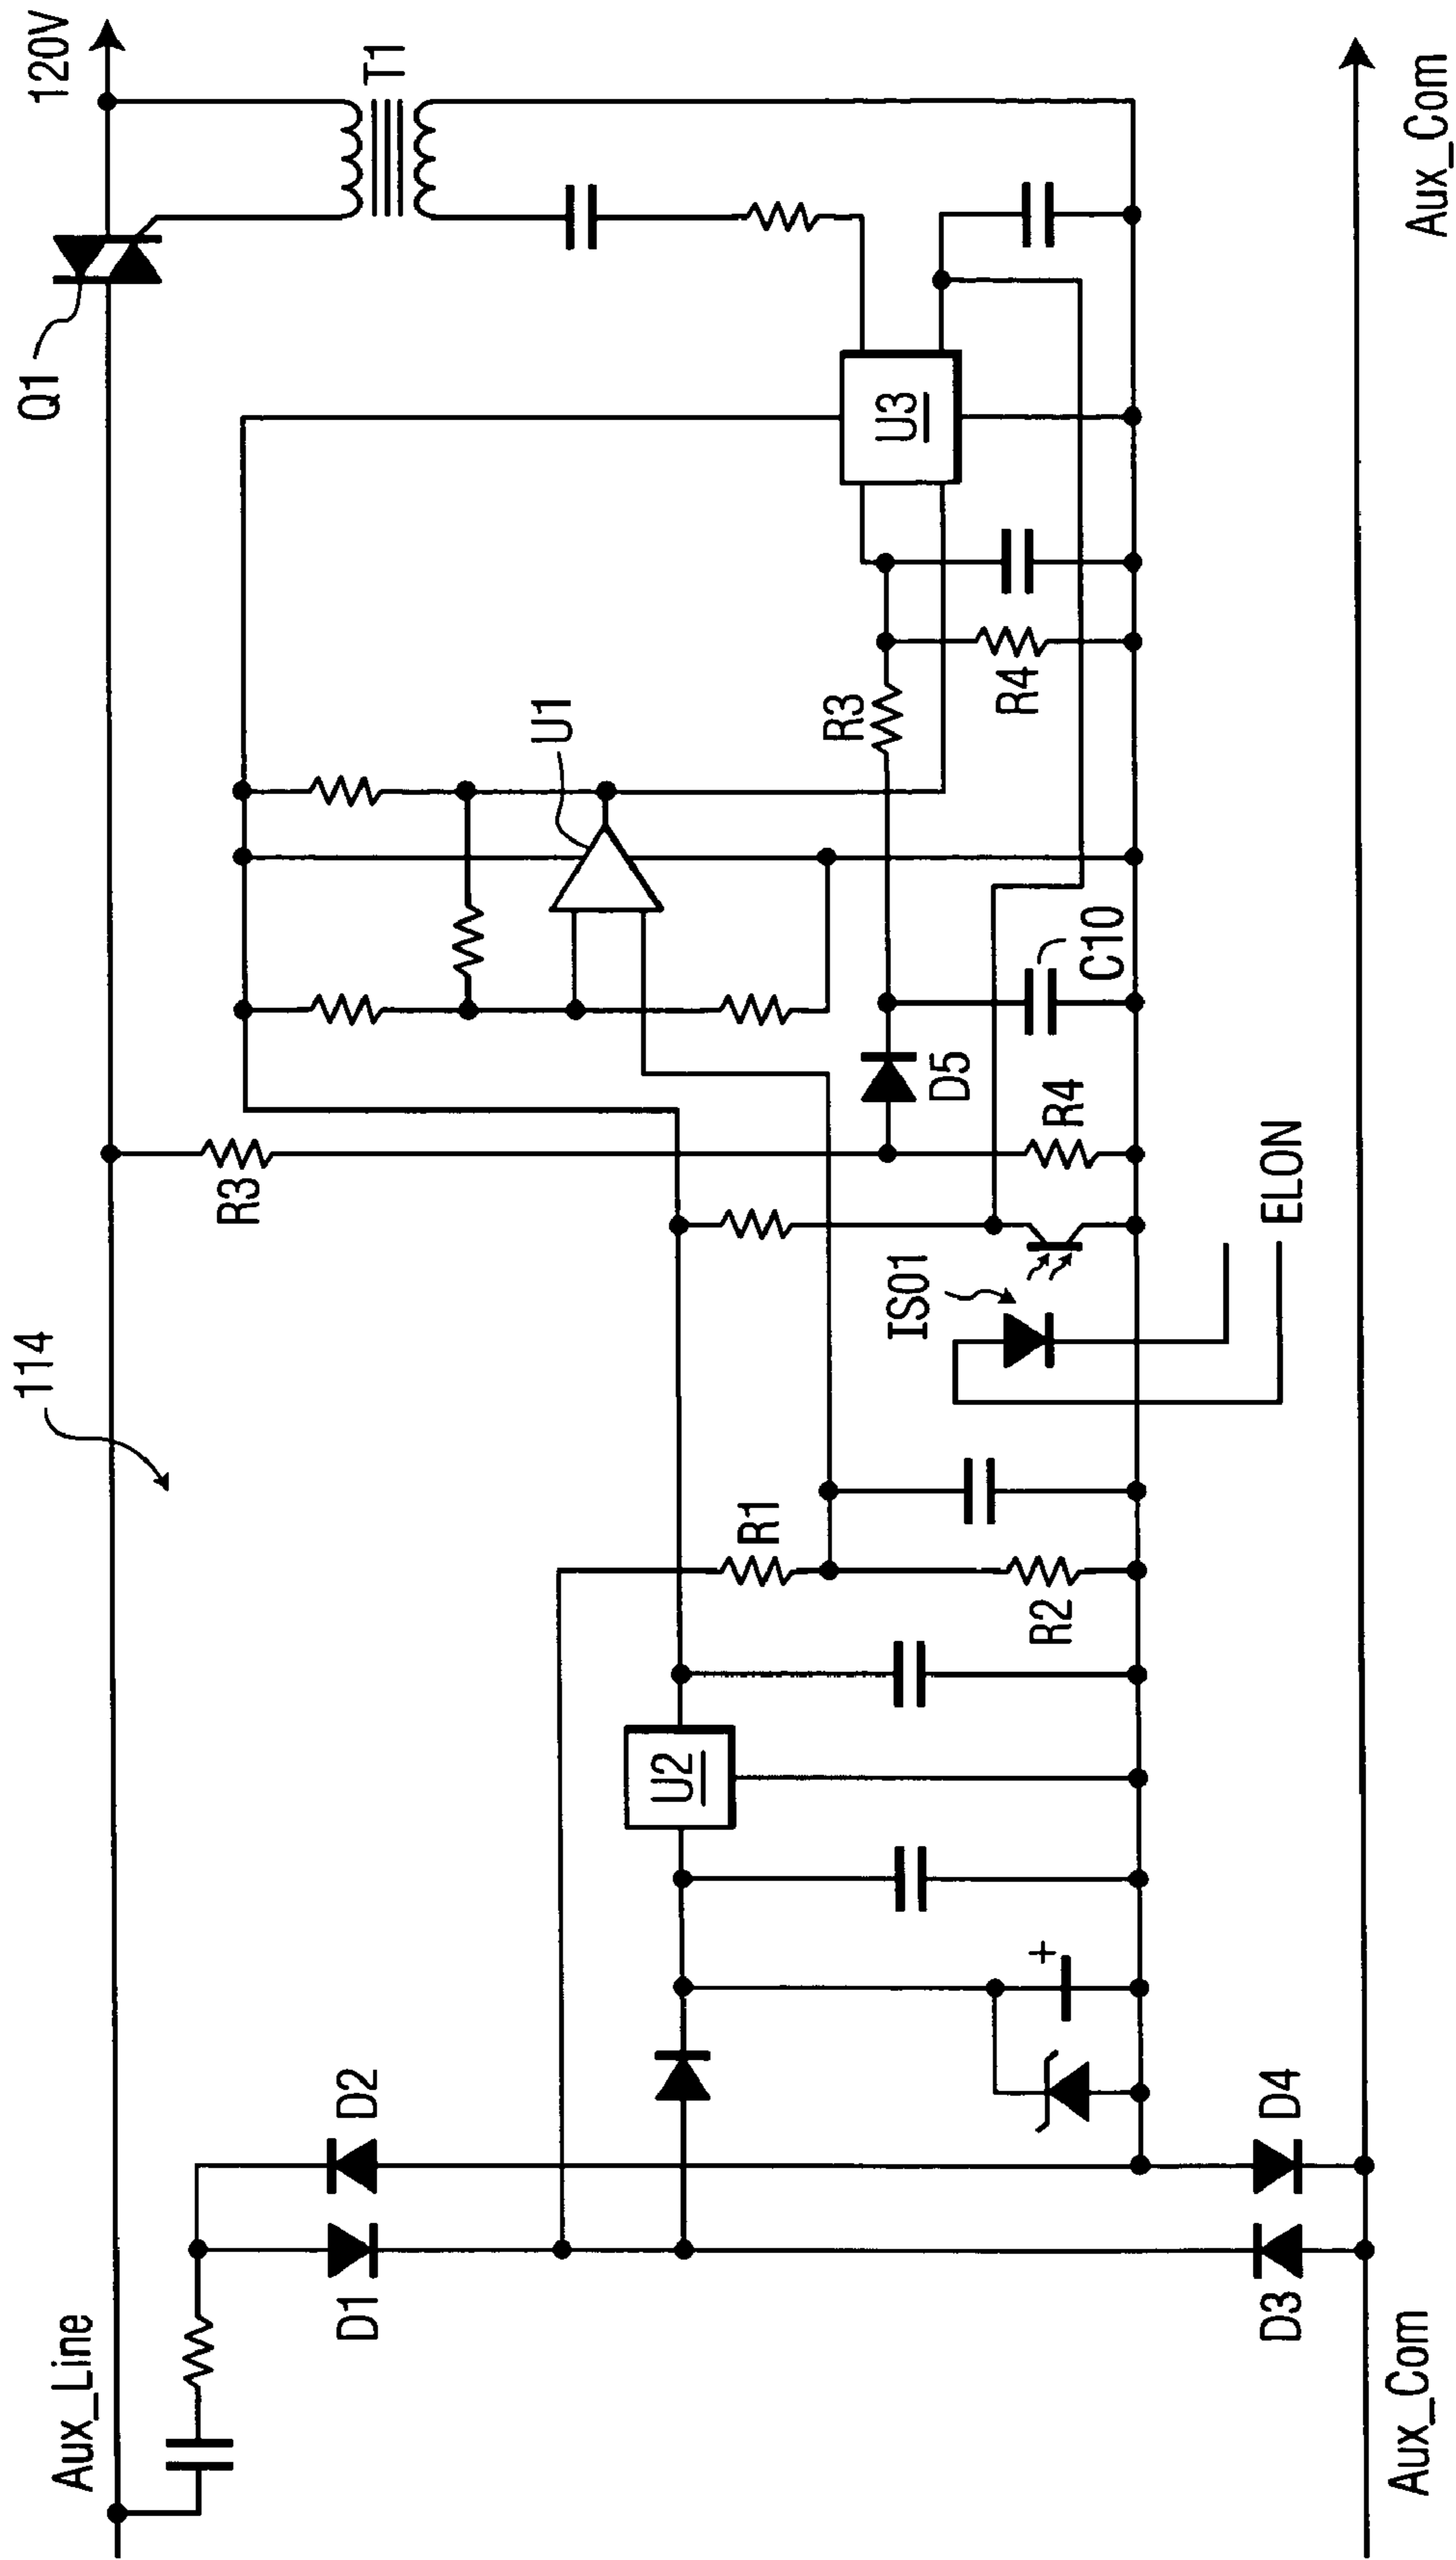 114
Aux_Line
120V
Q1
T1
U1
R3
D1
D2
U2
R1
R2
ISO1
ELON
D5
R4
C10
R3
R4
U3
D3
D4
Aux_Com
Aux_Com
+